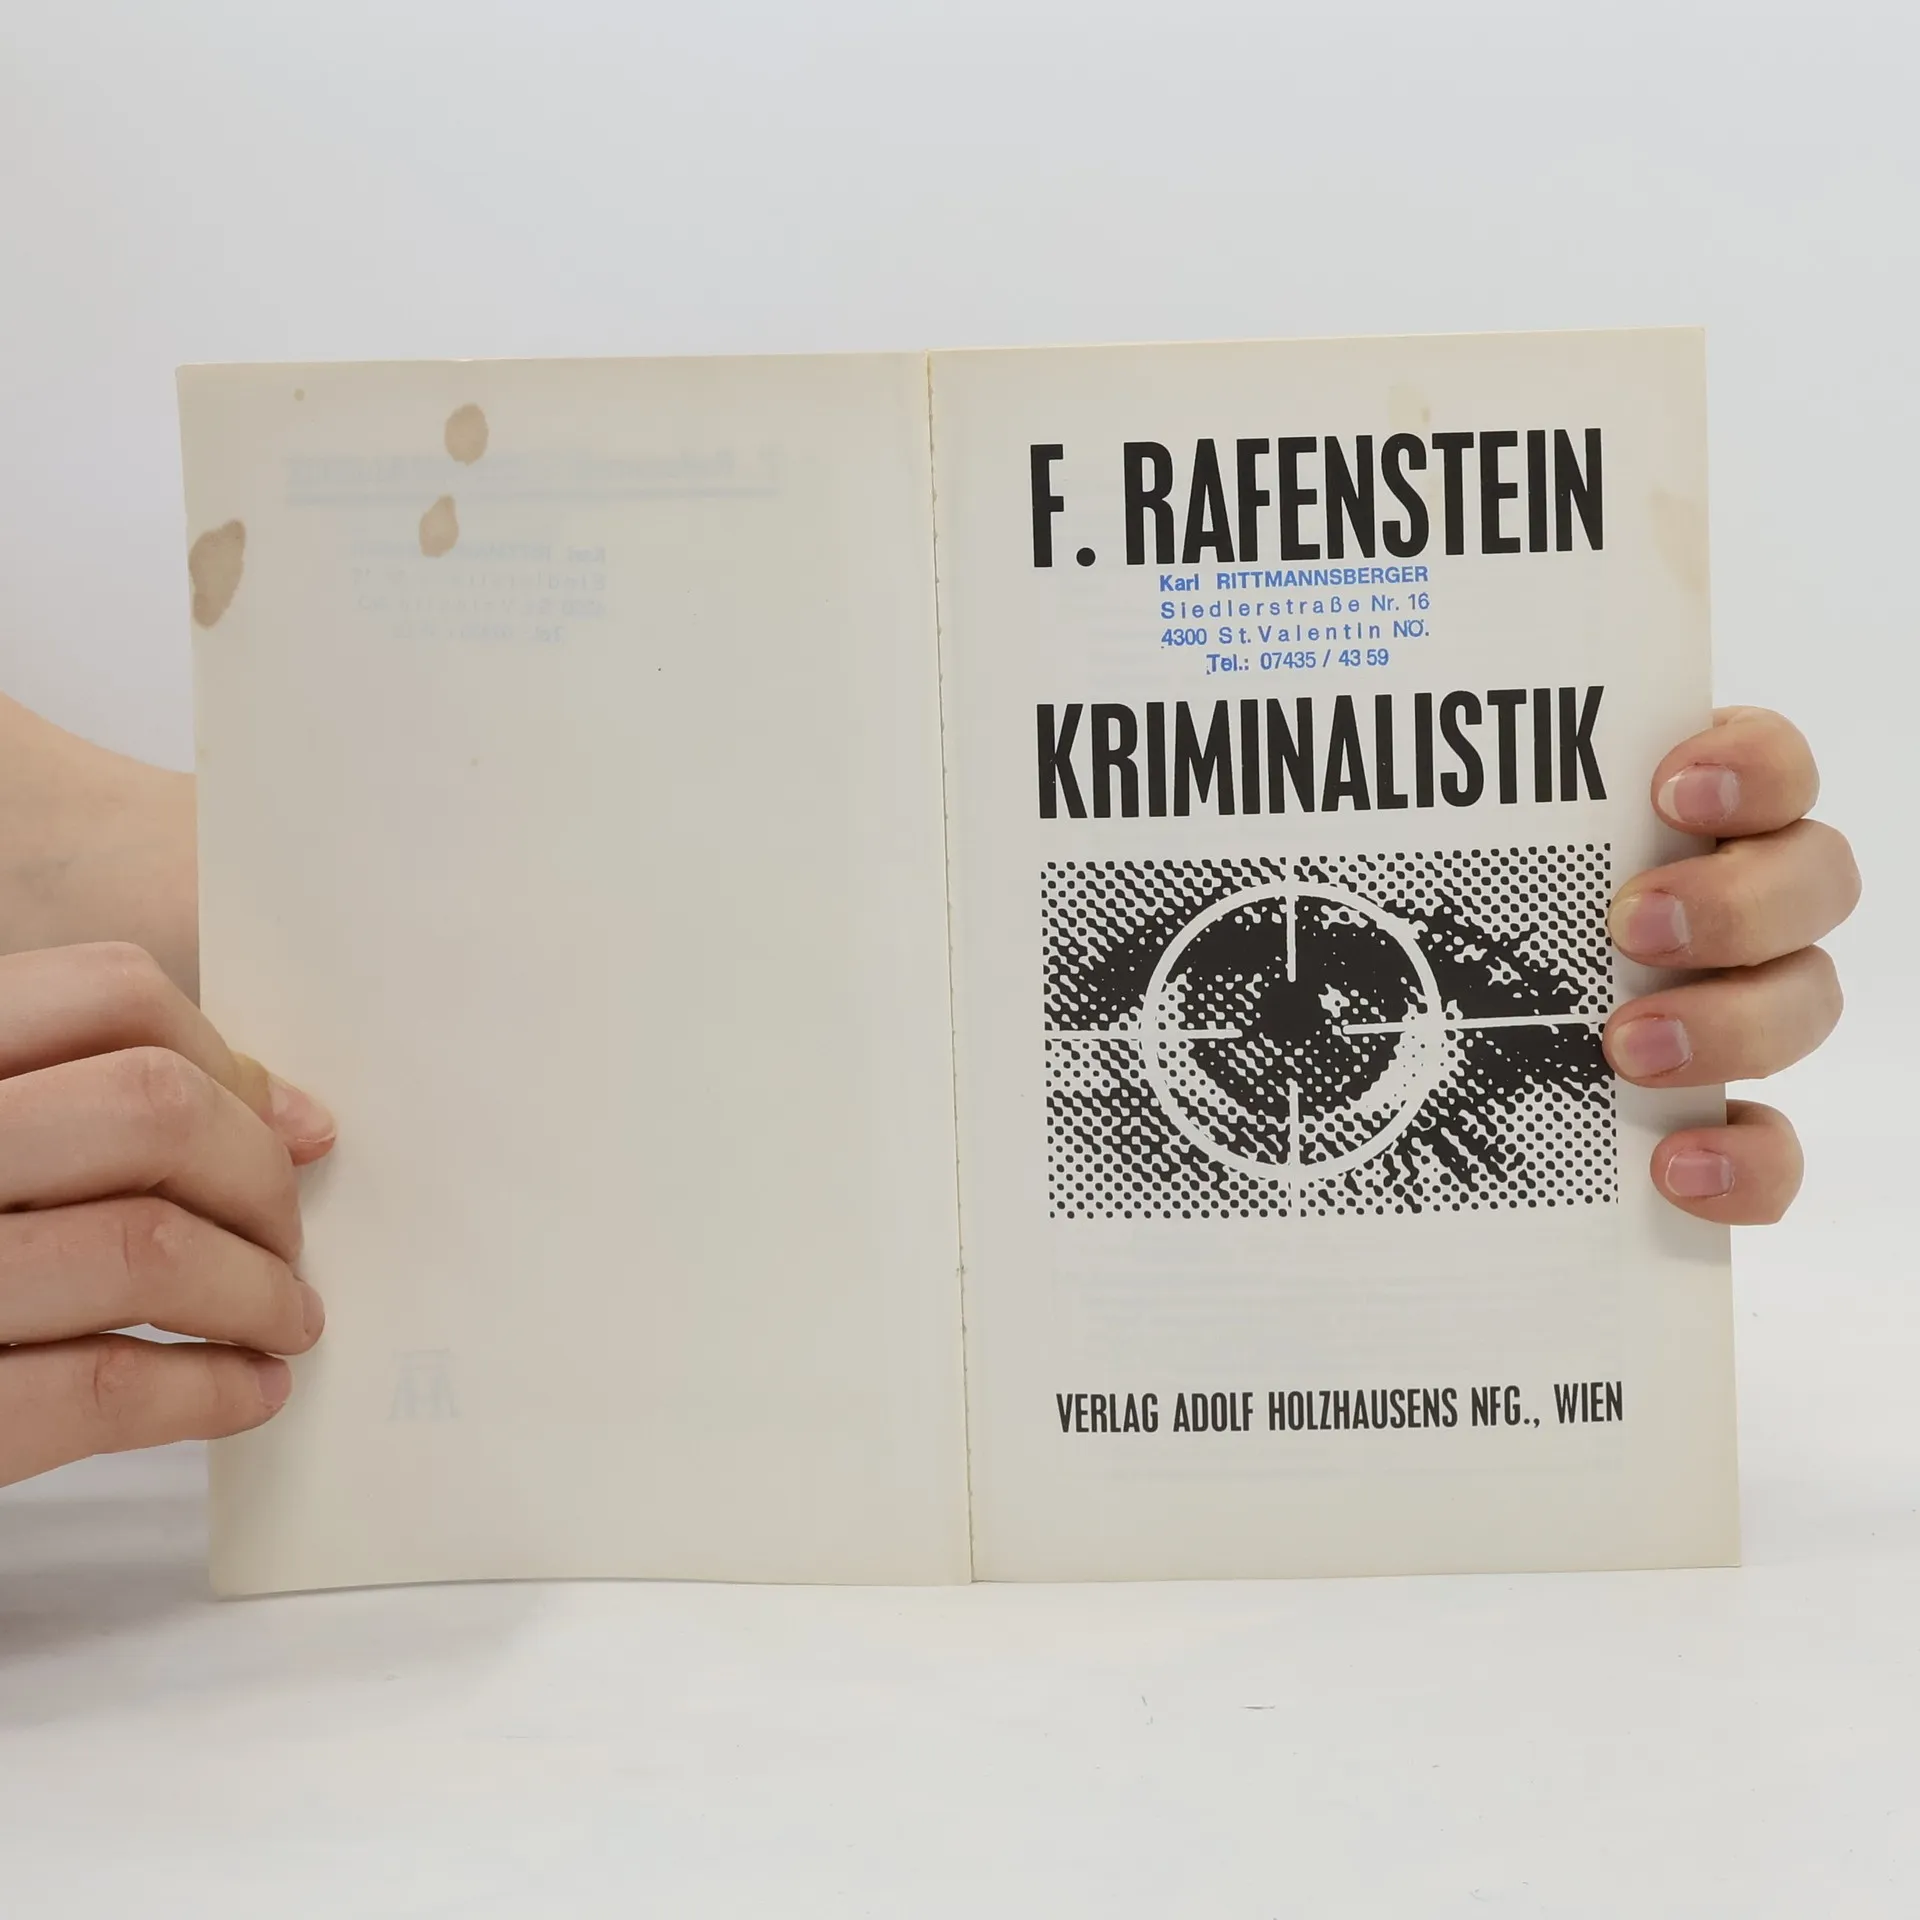 F. RAFENSTEIN
Karl RITTMANNSBERGER
Siedlerstraße Nr. 16
4300 St. Valentin NÖ.
Tel.: 07435 / 43 59
KRIMINALISTIK
VERLAG ADOLF HOLZHAUSENS NFG., WIEN